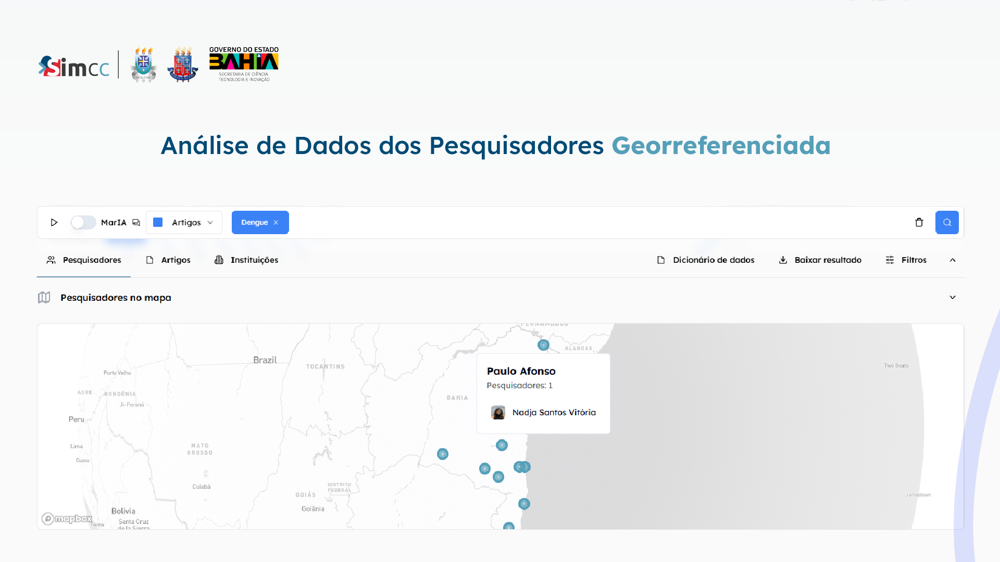 Simcc
GOVERNO DO ESTADO
BAHIA
SECRETARIA DE CIÊNCIA,
TECNOLOGIA E INOVAÇÃO
Análise de Dados dos Pesquisadores Georreferenciada
MarIA
Artigos
Dengue
Pesquisadores
Artigos
Instituições
Dicionário de dados
Baixar resultado
Filtros
Pesquisadores no mapa
PERNAMBUCO
ALAGOAS
Brazil
TOCANTINS
Porto Velho
Two Boats
Paulo Afonso
Pesquisadores: 1
ACRE
RONDÔNIA
BAHIA
Ji-Paraná
Nadja Santos Vitória
Peru
Lima
MATO
GROSSO
Cuzco
Cuiabá
DISTRITO
FEDERAL
GOIÁS
Jamestown
Goiânia
Bolivia
mapbox
Santa Cruz
de la Sierra
Tacna